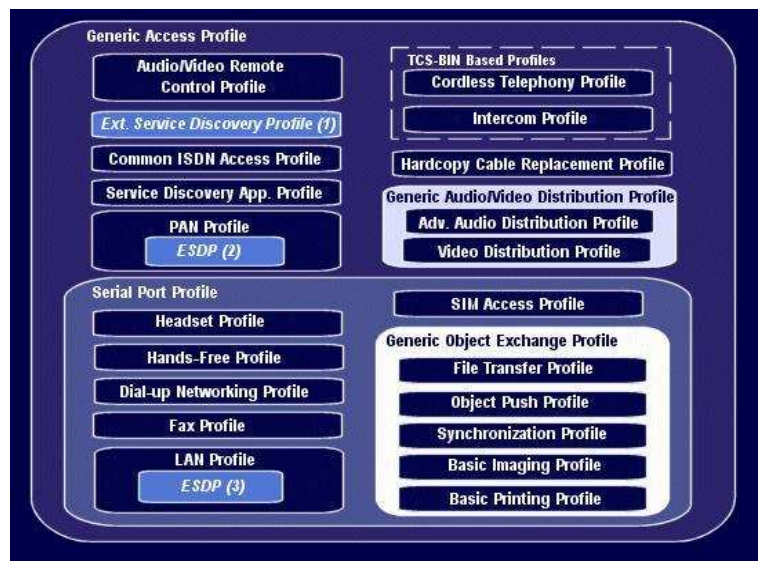 Generic Access Profile
Audio/Video Remote
Control Profile
Ext. Service Discovery Profile (1)
Common ISDN Access Profile
Service Discovery App. Profile
PAN Profile
ESDP (2)
TCS-BIN Based Profiles
Cordless Telephony Profile
Intercom Profile
Hardcopy Cable Replacement Profile
Generic Audio/Video Distribution Profile
Adv. Audio Distribution Profile
Video Distribution Profile
Serial Port Profile
Headset Profile
Hands-Free Profile
Dial-up Networking Profile
Fax Profile
LAN Profile
ESDP (3)
SIM Access Profile
Generic Object Exchange Profile
File Transfer Profile
Object Push Profile
Synchronization Profile
Basic Imaging Profile
Basic Printing Profile